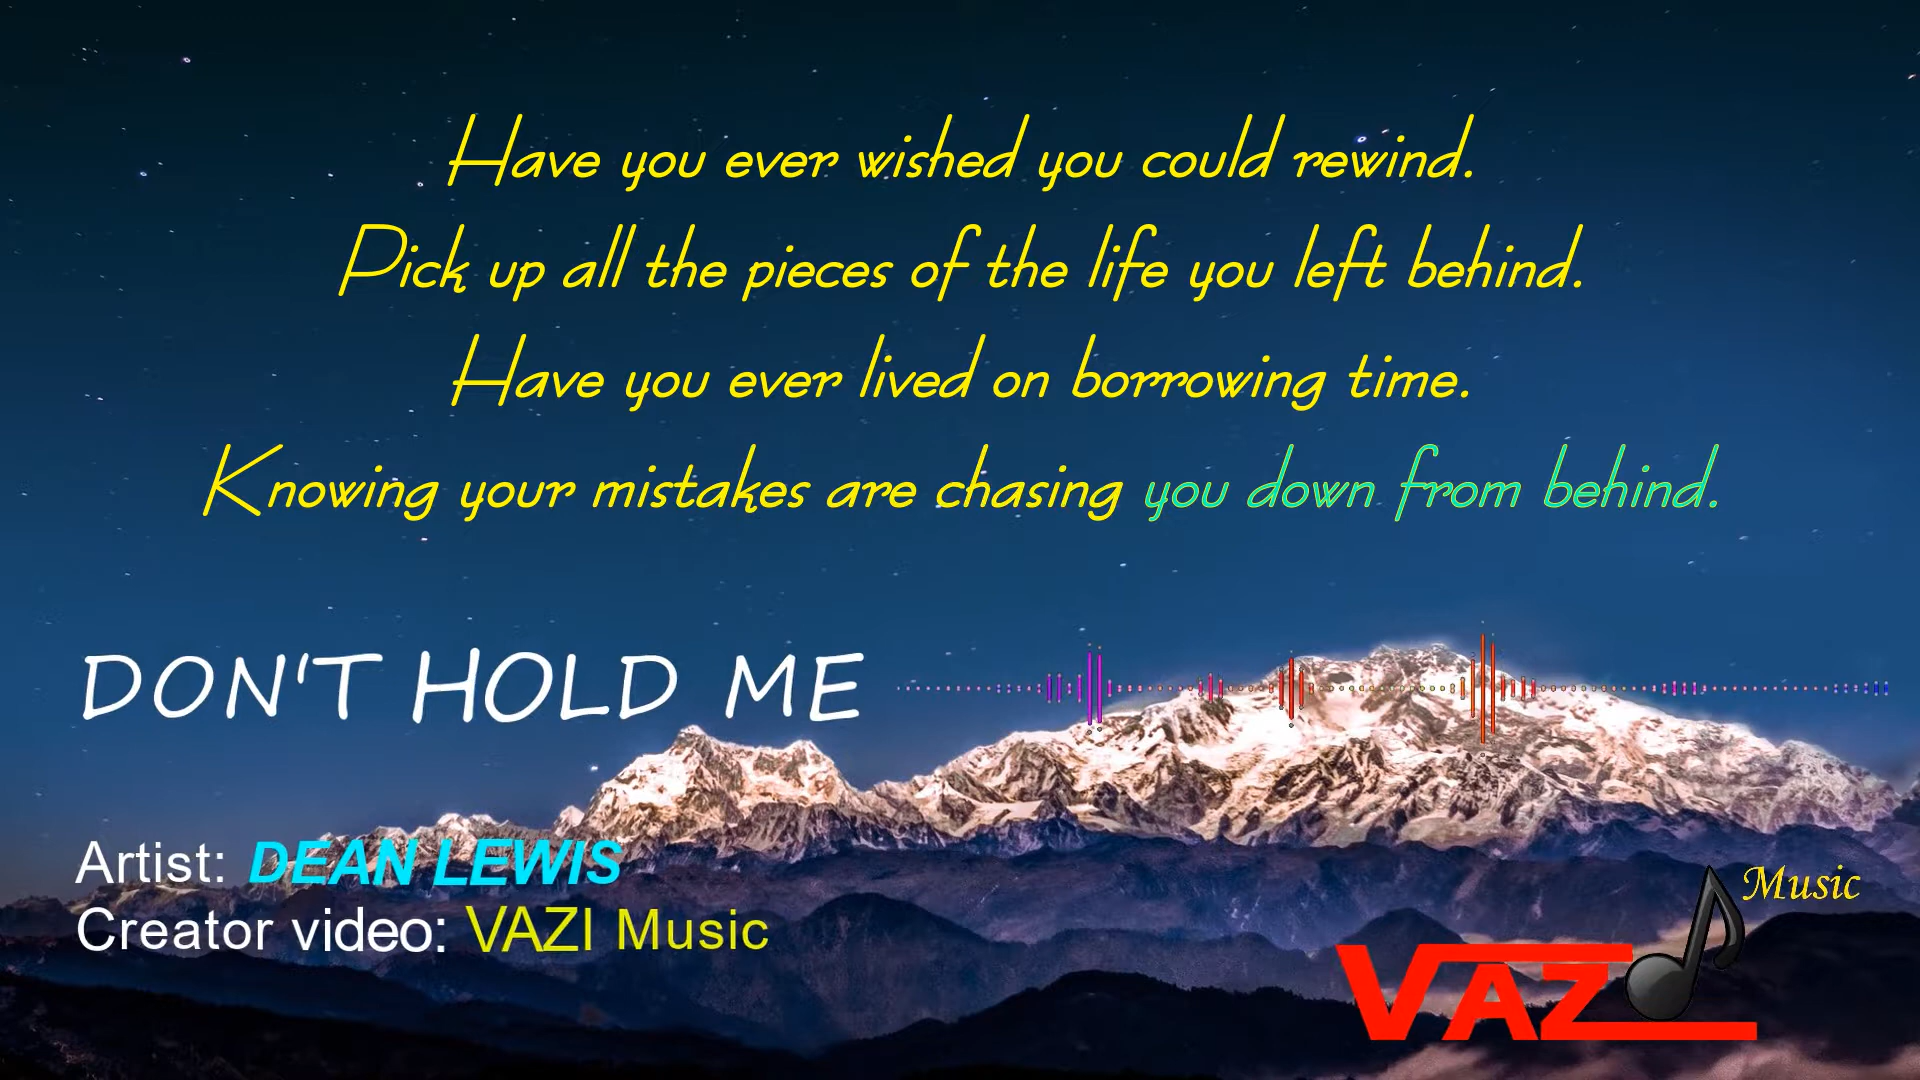 Have you ever wished you could rewind.
Pick up all the pieces of the life you left behind.
Have you ever lived on borrowing time.
Knowing your mistakes are chasing you down from behind.
DON'T HOLD ME
Artist: DEAN LEWIS
Creator video: VAZI Music
Music
VAZ